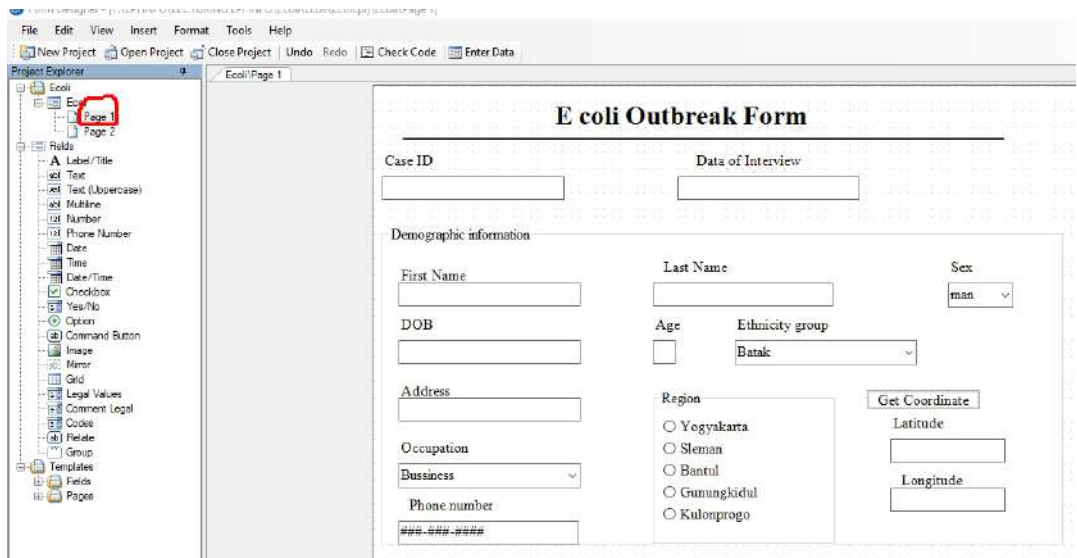 File Edit View Insert Format Tools Help
New Project Open Project Close Project Undo Redo Check Code Enter Data
Project Explorer
Ecoli\Page 1
Ecoli
Page 1
Page 2
Fields
Label/Title
Text
Text (Uppercase)
Multiline
Number
Phone Number
Date
Time
Date/Time
Checkbox
Yes/No
Option
Command Button
Image
Mirror
Grid
Legal Values
Comment Legal
Codes
Relate
Group
Templates
Fields
Pages
E coli Outbreak Form
Case ID Data of Interview
Demographic information
First Name Last Name Sex
man
DOB Age Ethnicity group
Batak
Address
Region
Get Coordinate
Yogyakarta
Latitude
Occupation
Sleman
Bussiness
Bantul
Longitude
Gunungkidul
Phone number
Kulonprogo
###-###-####